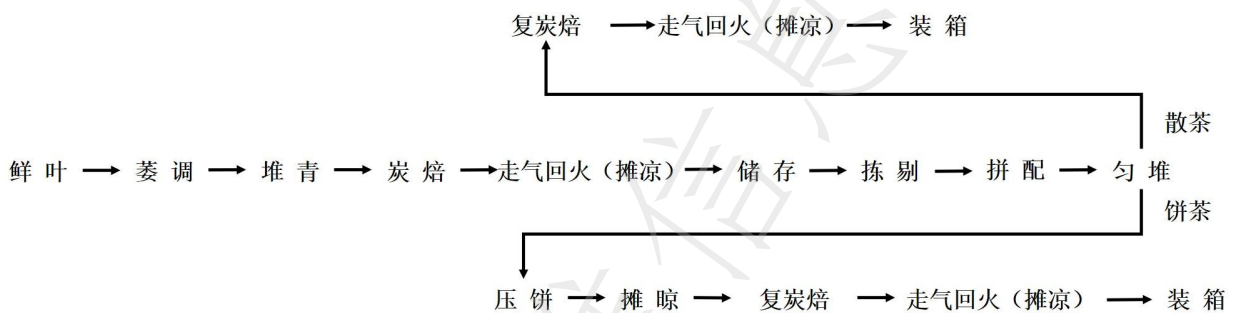 复炭焙 走气回火（摊凉） 装 箱
散茶
鲜 叶 萎 调 堆 青 炭 焙 走气回火（摊凉） 储 存 拣 剔 拼 配 匀 堆
饼茶
压 饼 摊 晾 复炭焙 走气回火（摊凉） 装 箱